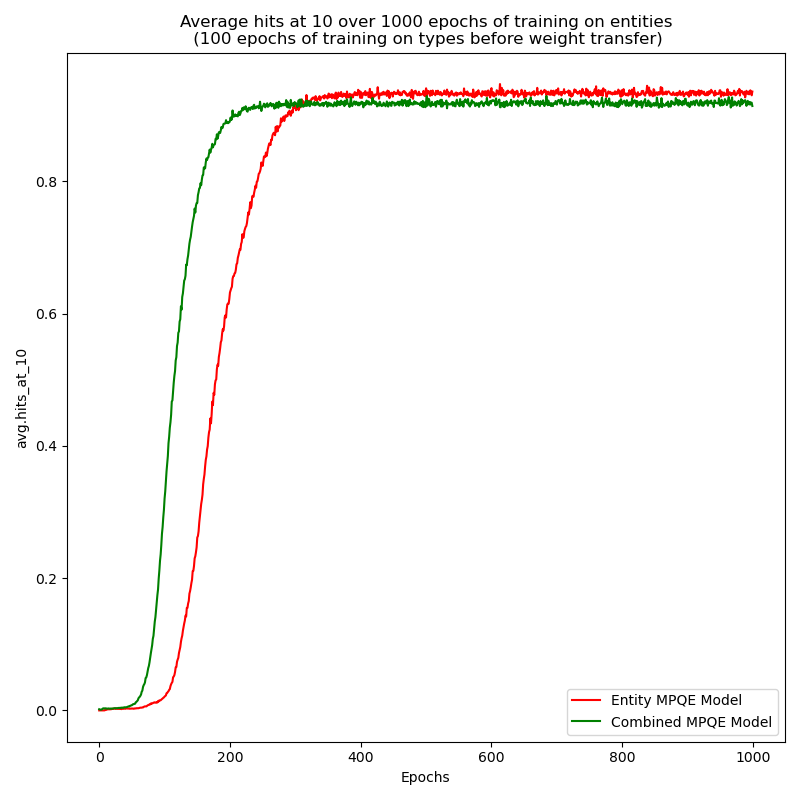 Average hits at 10 over 1000 epochs of training on entities
(100 epochs of training on types before weight transfer)
avg.hits_at_10
0.8
0.6
0.4
0.2
0.0
Entity MPQE Model
Combined MPQE Model
0 200 400 600 800 1000
Epochs